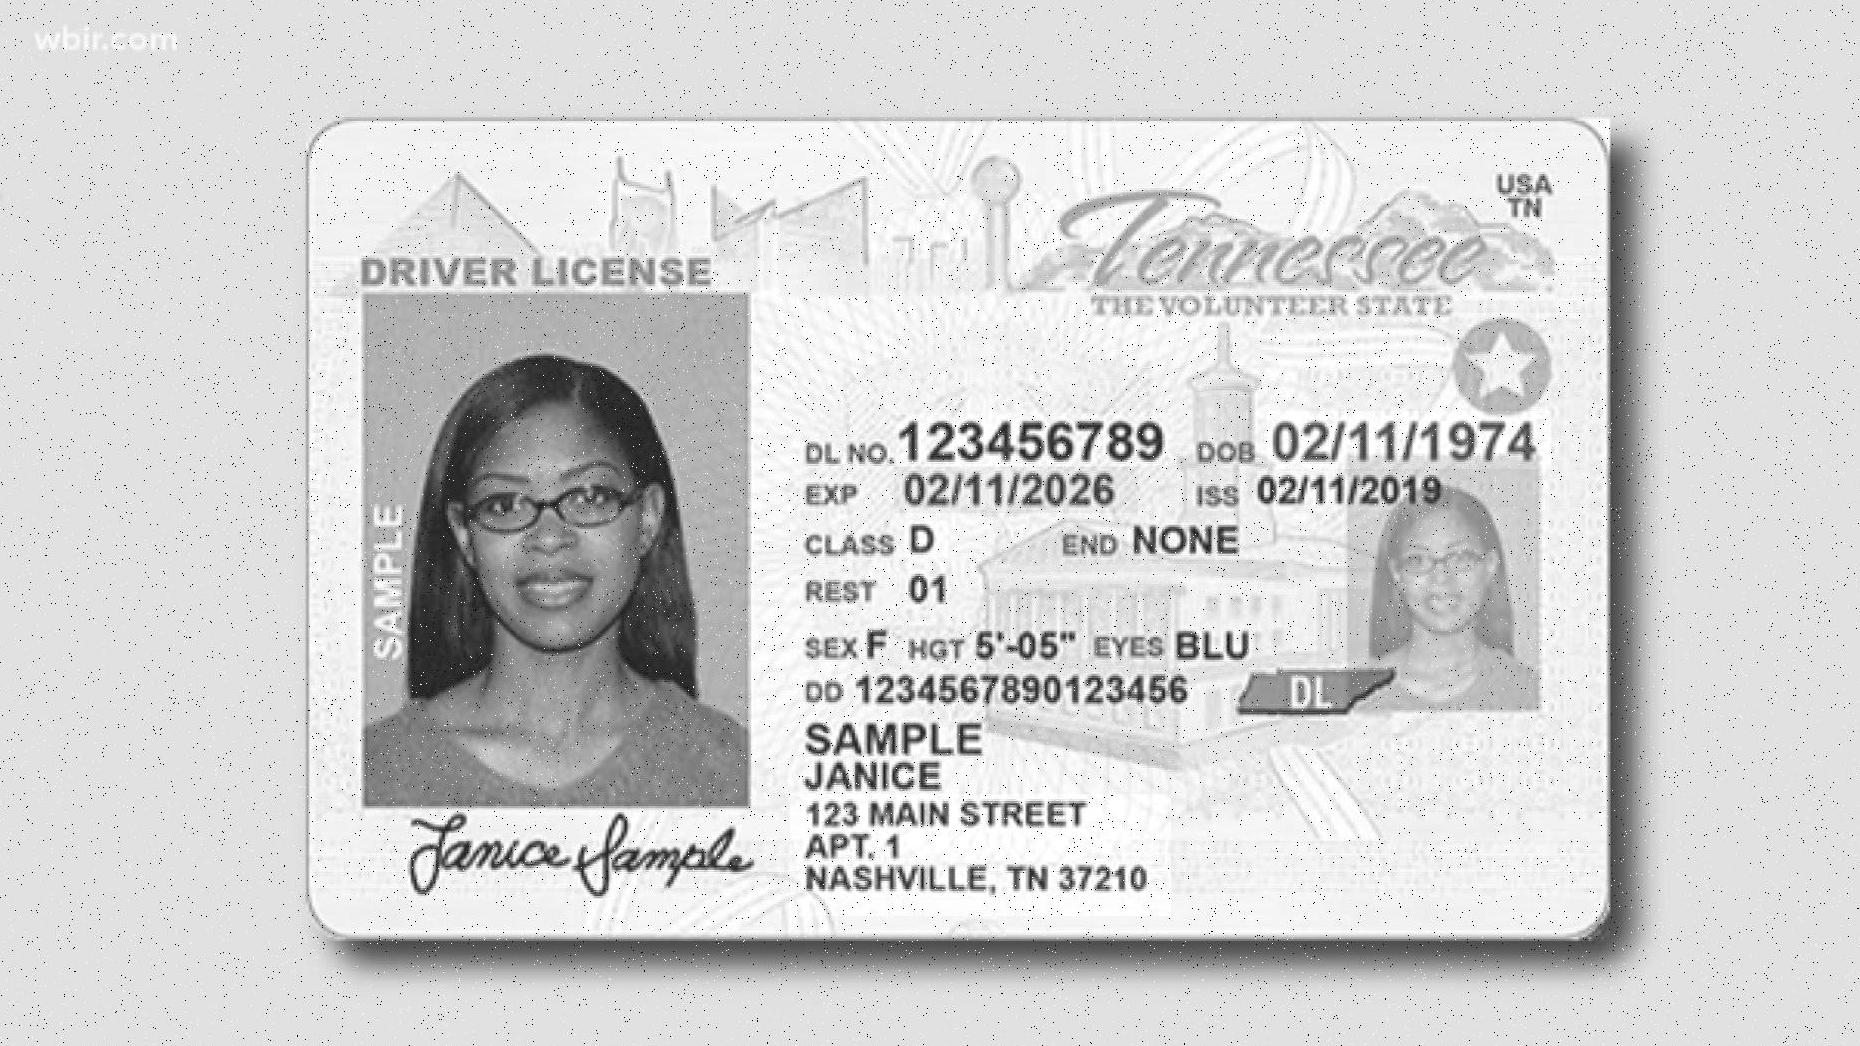 wbir.com
USA
TN
Tennessee
THE VOLUNTEER STATE
DRIVER LICENSE
SAMPLE
DL NO. 123456789 DOB 02/11/1974
EXP 02/11/2026 ISS 02/11/2019
CLASS D END NONE
REST 01
SEX F HGT 5'-05" EYES BLU
DD 1234567890123456
DL
SAMPLE
JANICE
123 MAIN STREET
APT. 1
NASHVILLE, TN 37210
Janice Sample